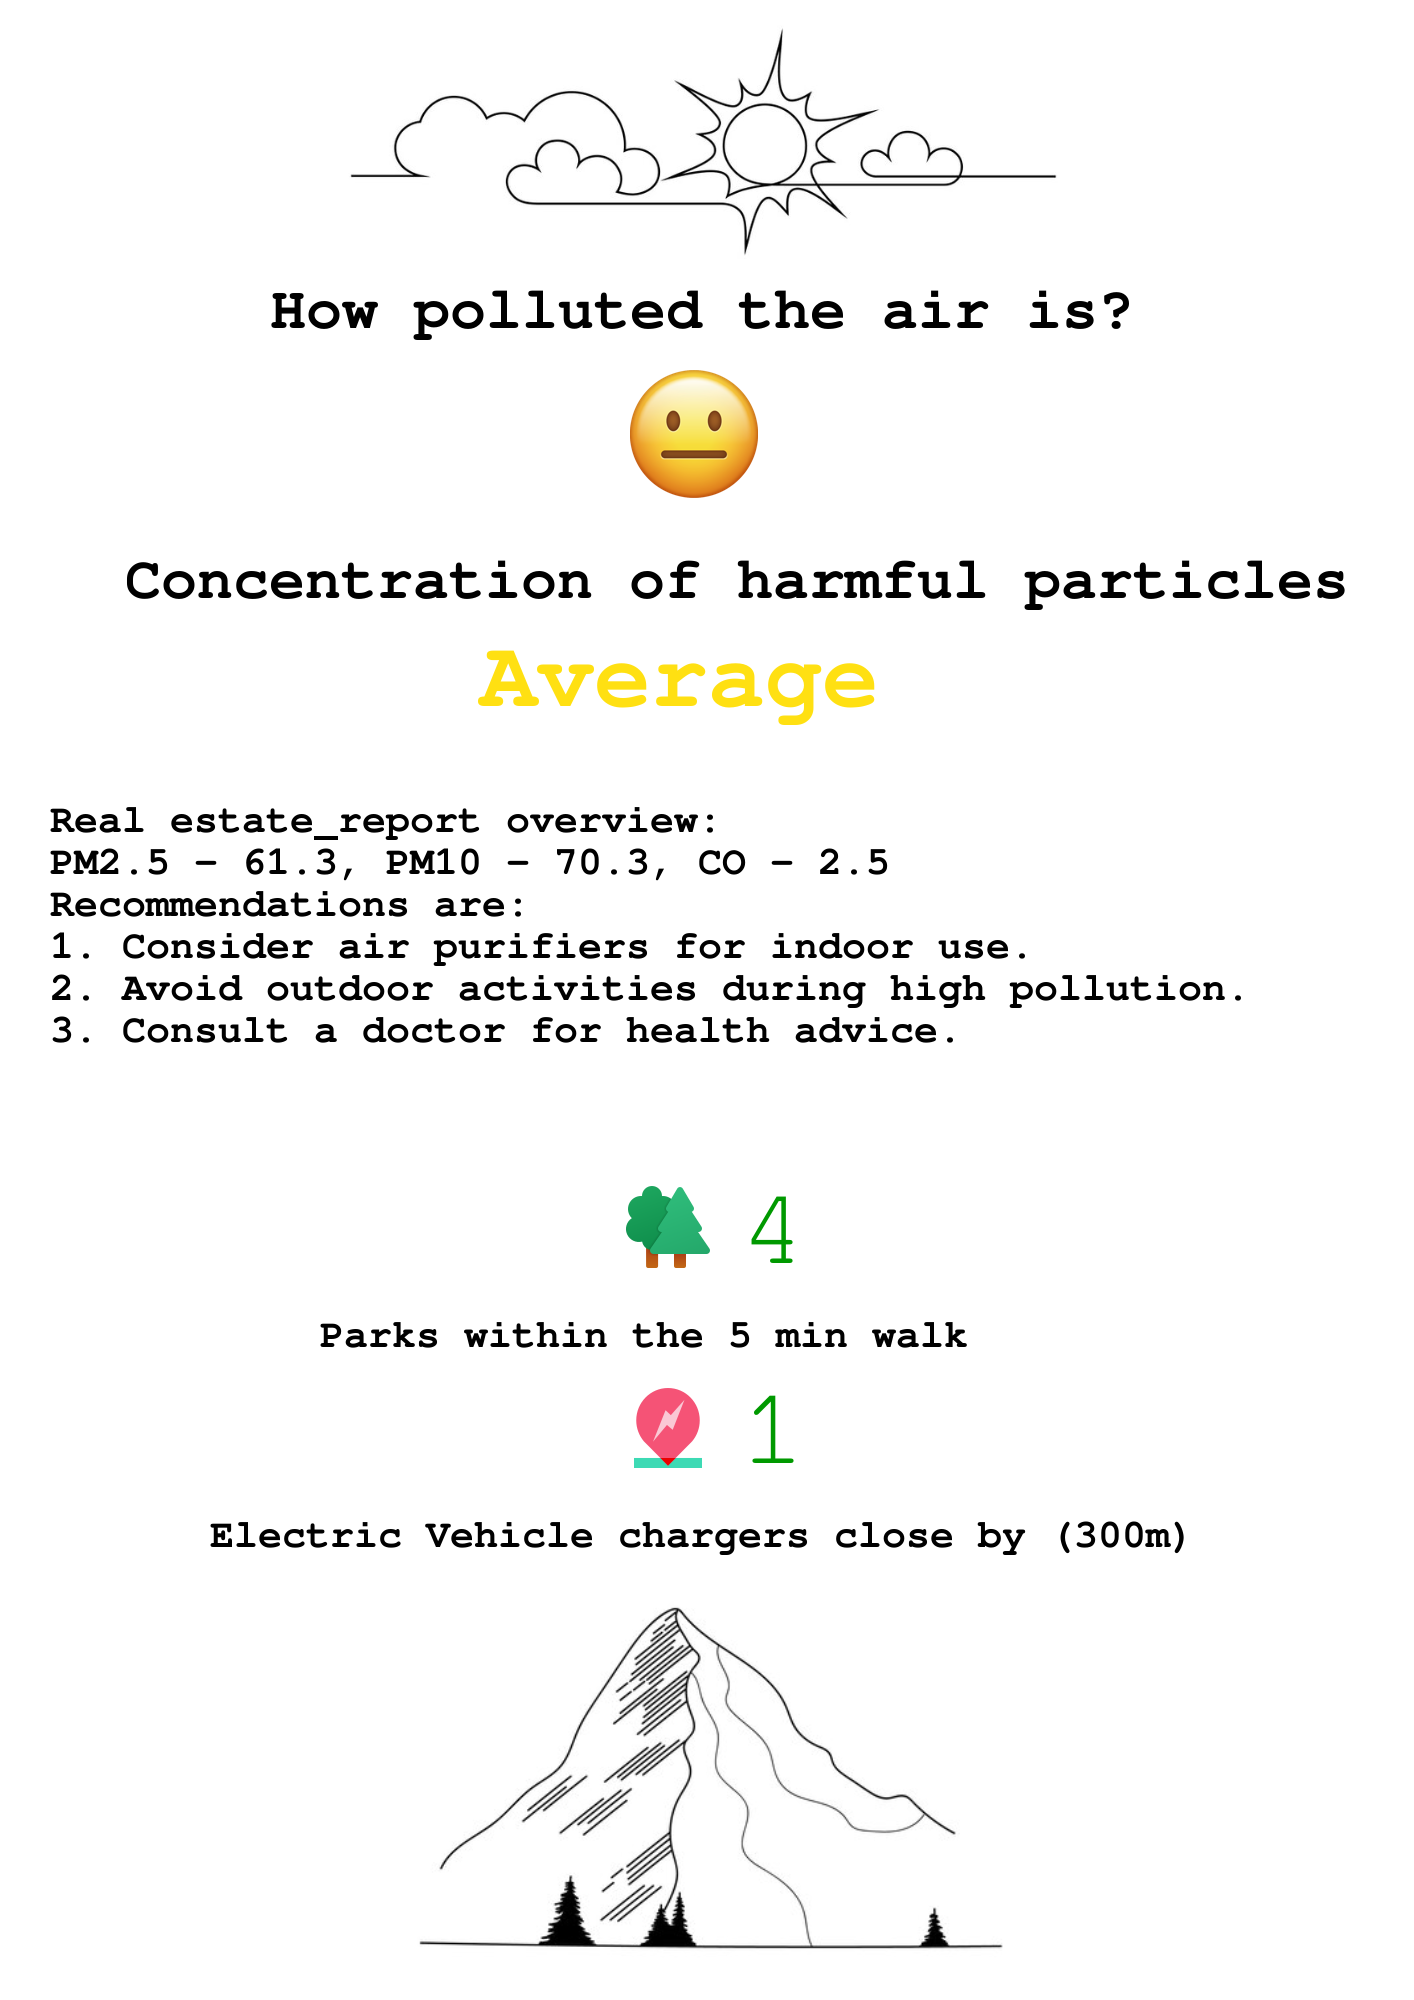 How polluted the air is?
Concentration of harmful particles
Average
Real estate_report overview:
PM2.5 – 61.3, PM10 – 70.3, CO – 2.5
Recommendations are:
1. Consider air purifiers for indoor use.
2. Avoid outdoor activities during high pollution.
3. Consult a doctor for health advice.
4
Parks within the 5 min walk
1
Electric Vehicle chargers close by (300m)